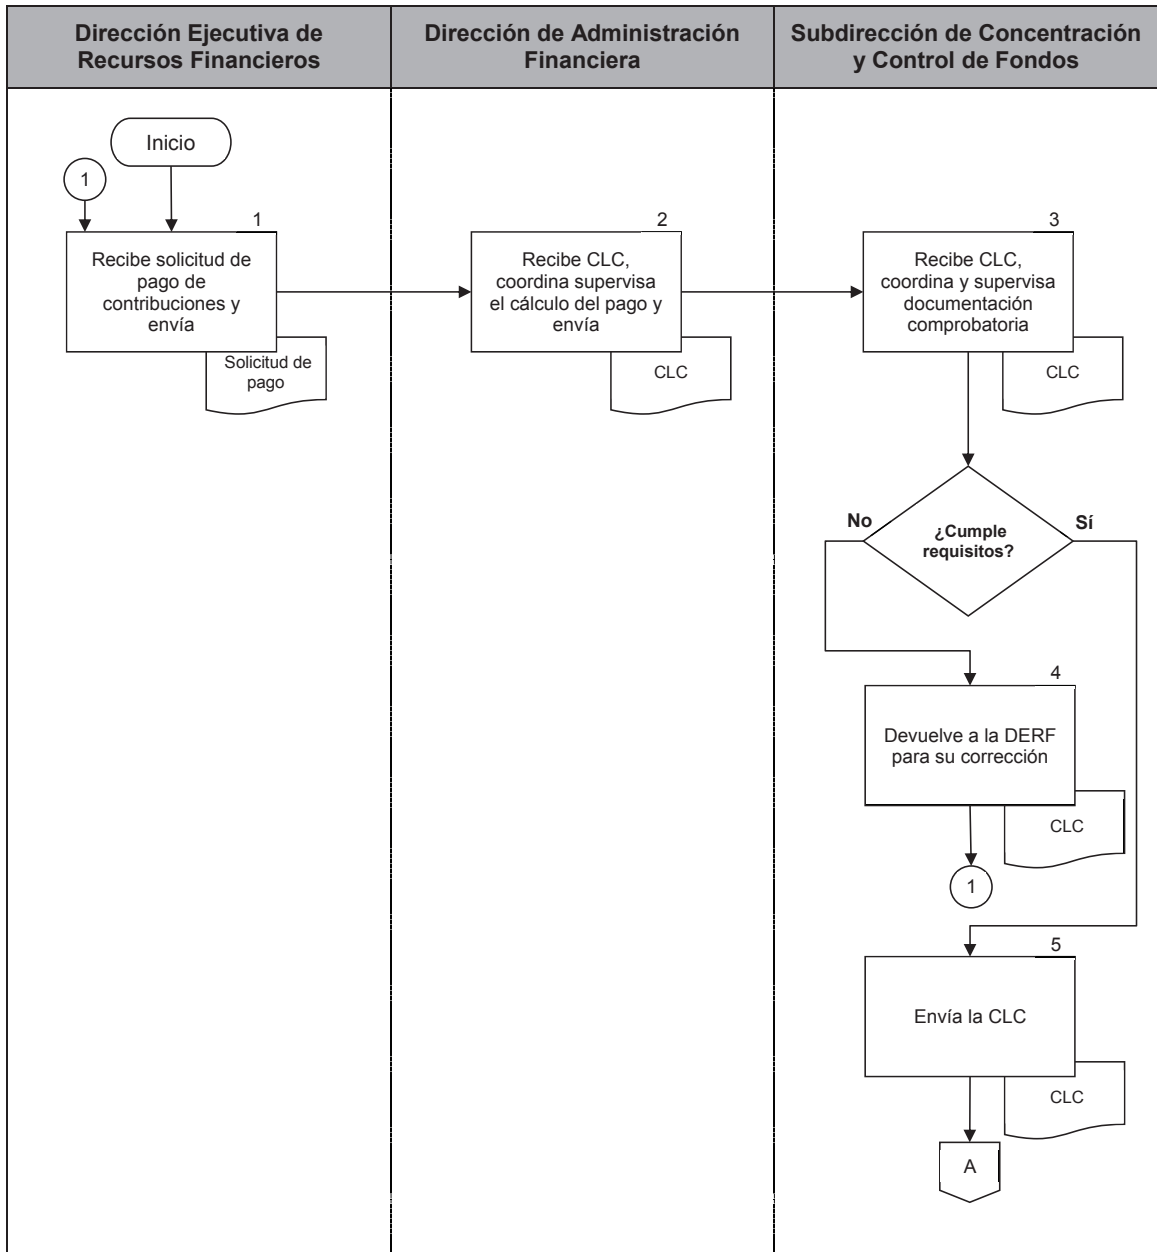 Dirección Ejecutiva de
Recursos Financieros
Dirección de Administración
Financiera
Subdirección de Concentración
y Control de Fondos
Inicio
1
1
Recibe solicitud de
pago de
contribuciones y
envía
Solicitud de
pago
2
Recibe CLC,
coordina supervisa
el cálculo del pago y
envía
CLC
3
Recibe CLC,
coordina y supervisa
documentación
comprobatoria
CLC
No
¿Cumple
requisitos?
Sí
4
Devuelve a la DERF
para su corrección
CLC
1
5
Envía la CLC
CLC
A